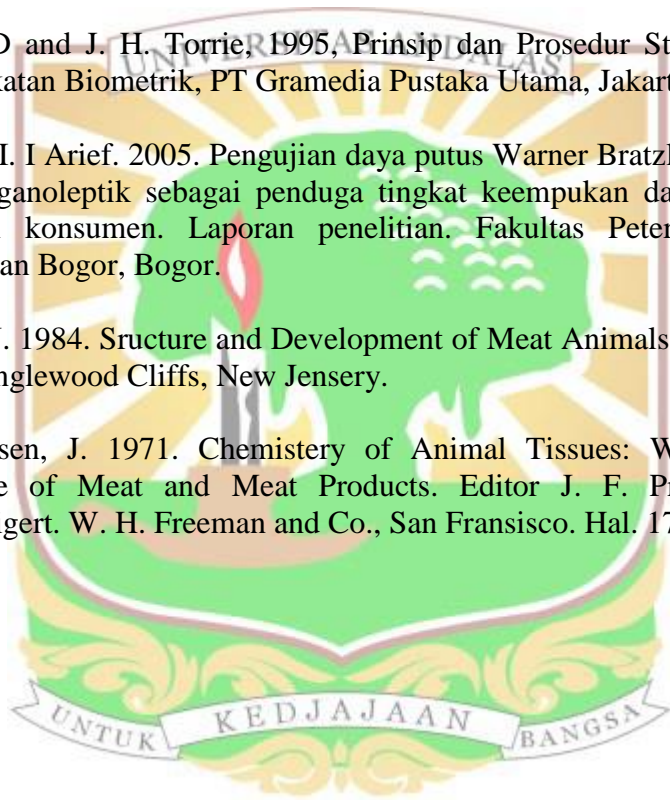 D and J. H. Torrie, 1995, Prinsip dan Prosedur St
UNIVERSITAS ANDALAS
katan Biometrik, PT Gramedia Pustaka Utama, Jakart
I. I Arief. 2005. Pengujian daya putus Warner Bratzl
ganoleptik sebagai penduga tingkat keempukan da
konsumen. Laporan penelitian. Fakultas Peter
an Bogor, Bogor.
. 1984. Sructure and Development of Meat Animals
nglewood Cliffs, New Jensery.
sen, J. 1971. Chemistery of Animal Tissues: W
e of Meat and Meat Products. Editor J. F. Pr
igert. W. H. Freeman and Co., San Fransisco. Hal. 17
UNTUK KEDJAJAAN BANGSA